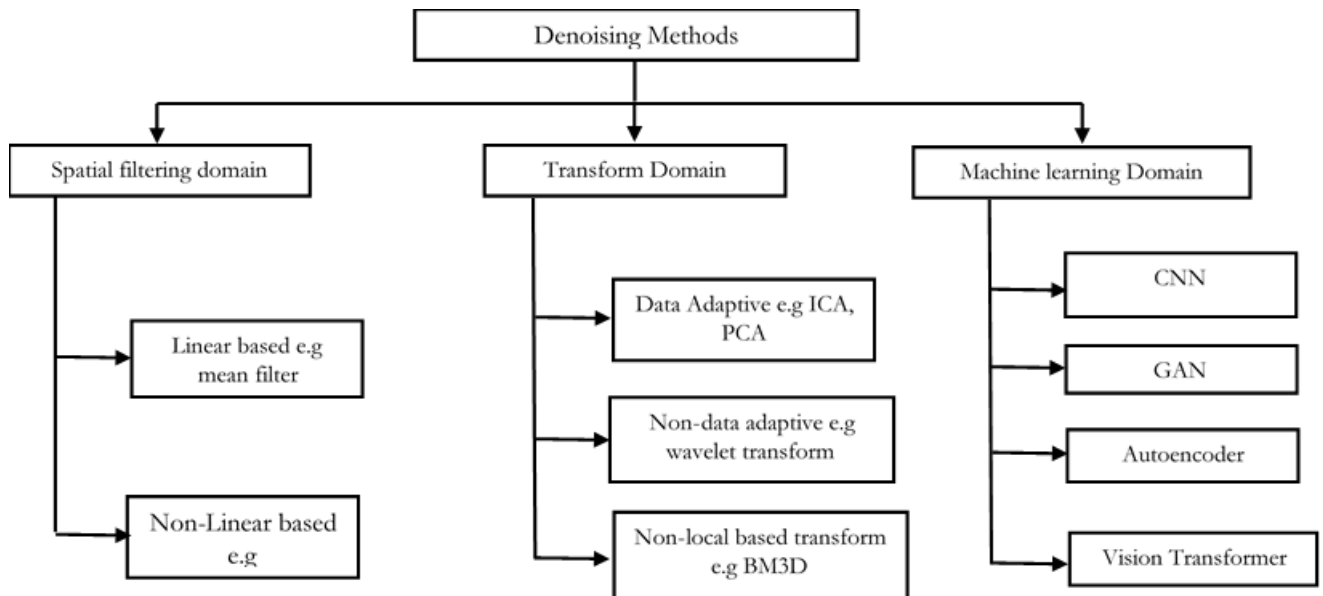 Denoising Methods
Spatial filtering domain
Transform Domain
Machine learning Domain
Linear based e.g
mean filter
Non-Linear based
e.g
Data Adaptive e.g ICA,
PCA
Non-data adaptive e.g
wavelet transform
Non-local based transform
e.g BM3D
CNN
GAN
Autoencoder
Vision Transformer